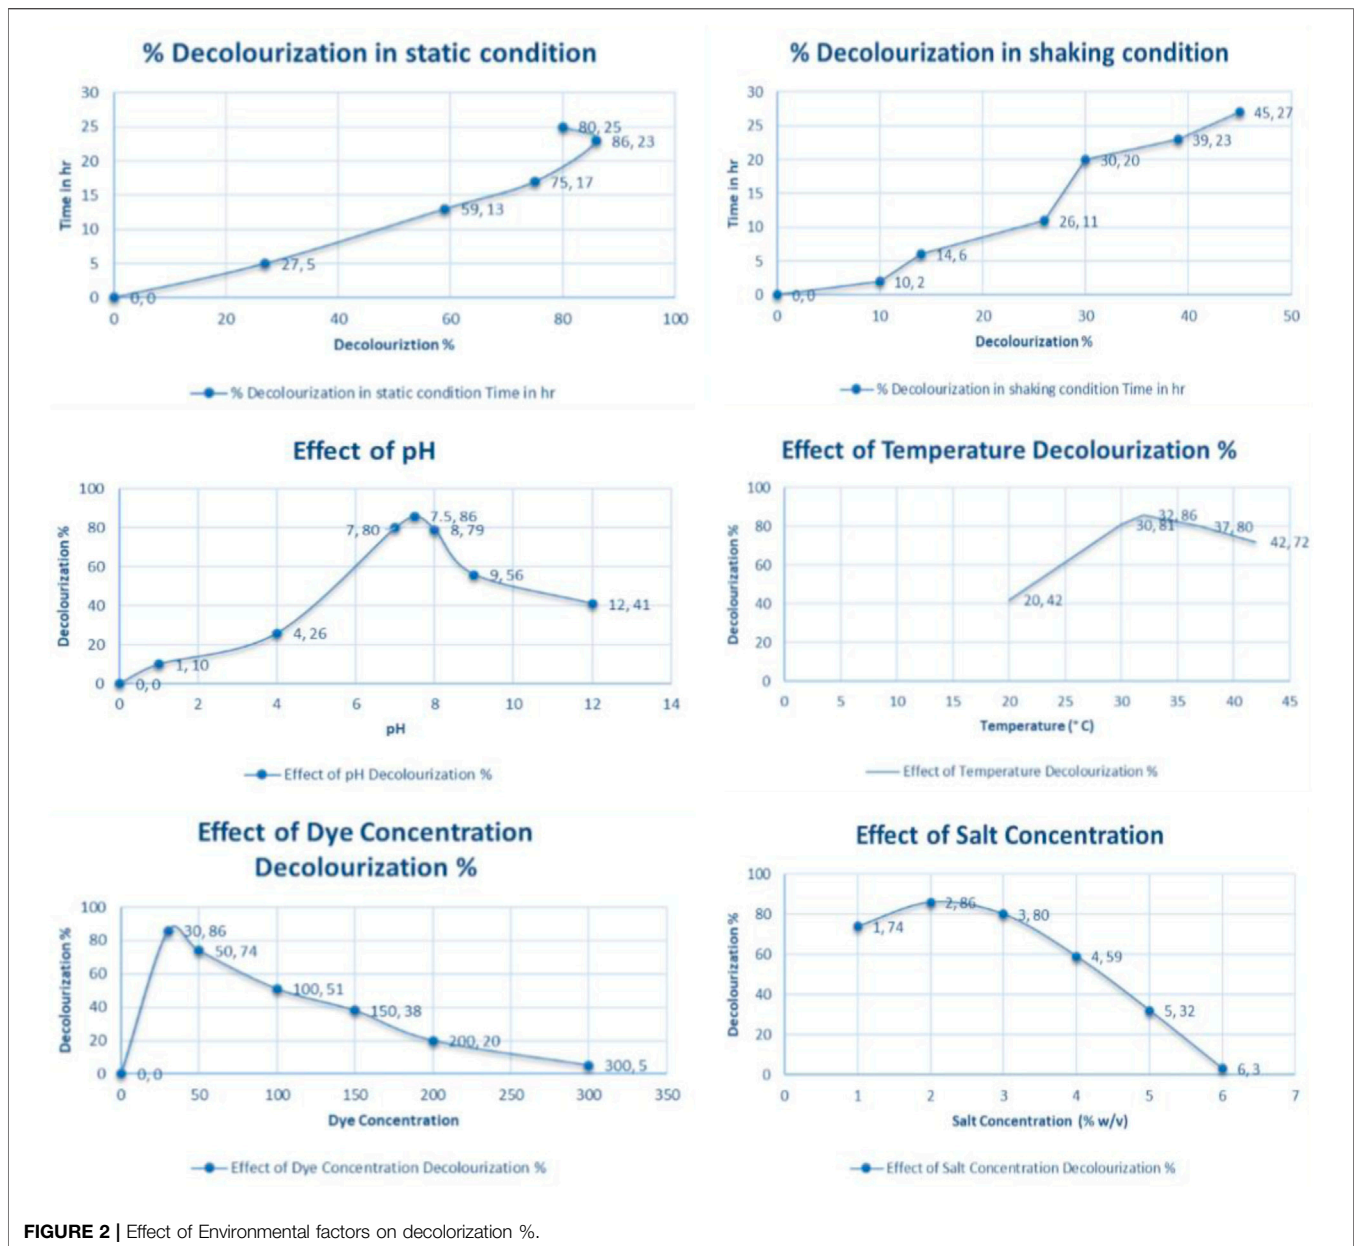 % Decolourization in static condition
30
25
20
15
10
5
0
Time in hr
80, 25
86, 23
75, 17
59, 13
27, 5
0, 0
0 20 40 60 80 100
Decolouriztion %
% Decolourization in static condition Time in hr
% Decolourization in shaking condition
30
25
20
15
10
5
0
Time in hr
45, 27
39, 23
30, 20
26, 11
14, 6
10, 2
0, 0
0 10 20 30 40 50
Decolourization %
% Decolourization in shaking condition Time in hr
Effect of pH
100
80
60
40
20
0
Decolourization %
7.5, 86
7, 80
8, 79
9, 56
12, 41
4, 26
1, 10
0, 0
0 2 4 6 8 10 12 14
pH
Effect of pH Decolourization %
Effect of Temperature Decolourization %
100
80
60
40
20
0
Decolourization %
32, 86
30, 81
37, 80
42, 72
20, 42
0 5 10 15 20 25 30 35 40 45
Temperature (° C)
Effect of Temperature Decolourization %
Effect of Dye Concentration
Decolourization %
100
80
60
40
20
0
Decolourization %
30, 86
50, 74
100, 51
150, 38
200, 20
300, 5
0, 0
0 50 100 150 200 250 300 350
Dye Concentration
Effect of Dye Concentration Decolourization %
Effect of Salt Concentration
100
80
60
40
20
0
Decolourization %
1, 74
2, 86
3, 80
4, 59
5, 32
6, 3
0 1 2 3 4 5 6 7
Salt Concentration (% w/v)
Effect of Salt Concentration Decolourization %
FIGURE 2 | Effect of Environmental factors on decolorization %.